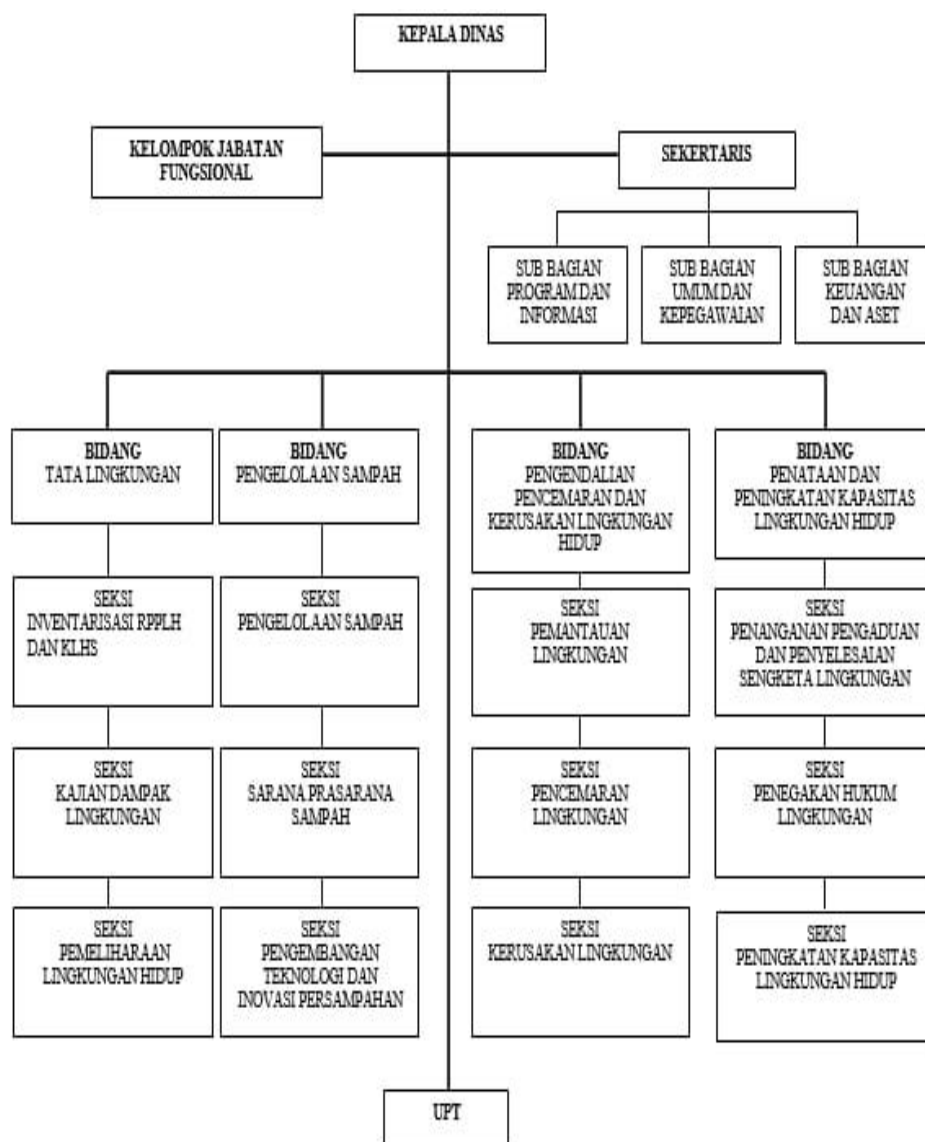 KEPALA DINAS
KELOMPOK JABATAN
FUNGSIONAL
SEKERTARIS
SUB BAGIAN
PROGRAM DAN
INFORMASI
SUB BAGIAN
UMUM DAN
KEPEGAWAIAN
SUB BAGIAN
KEUANGAN
DAN ASET
BIDANG
TATA LINGKUNGAN
BIDANG
PENGELOLAAN SAMPAH
BIDANG
PENGENDALIAN
PENCEMARAN DAN
KERUSAKAN LINGKUNGAN
HIDUP
BIDANG
PENATAAN DAN
PENINGKATAN KAPASITAS
LINGKUNGAN HIDUP
SEKSI
INVENTARISASI RPPLH
DAN KLHS
SEKSI
PENGELOLAAN SAMPAH
SEKSI
PEMANTAUAN
LINGKUNGAN
SEKSI
PENANGANAN PENGADUAN
DAN PENYELESAIAN
SENGKETA LINGKUNGAN
SEKSI
KAJIAN DAMPAK
LINGKUNGAN
SEKSI
SARANA PRASARANA
SAMPAH
SEKSI
PENCEMARAN
LINGKUNGAN
SEKSI
PENEGAKAN HUKUM
LINGKUNGAN
SEKSI
PEMELIHARAAN
LINGKUNGAN HIDUP
SEKSI
PENGEMBANGAN
TEKNOLOGI DAN
INOVASI PERSAMPAHAN
SEKSI
KERUSAKAN LINGKUNGAN
SEKSI
PENINGKATAN KAPASITAS
LINGKUNGAN HIDUP
UPT